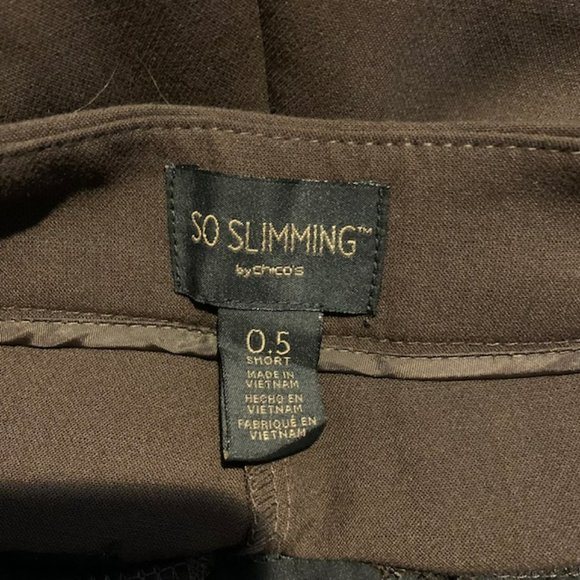 SO SLIMMING™
by chico's
0.5
SHORT
MADE IN
VIETNAM
HECHO EN
VIETNAM
FABRIQUÉ EN
VIETNAM